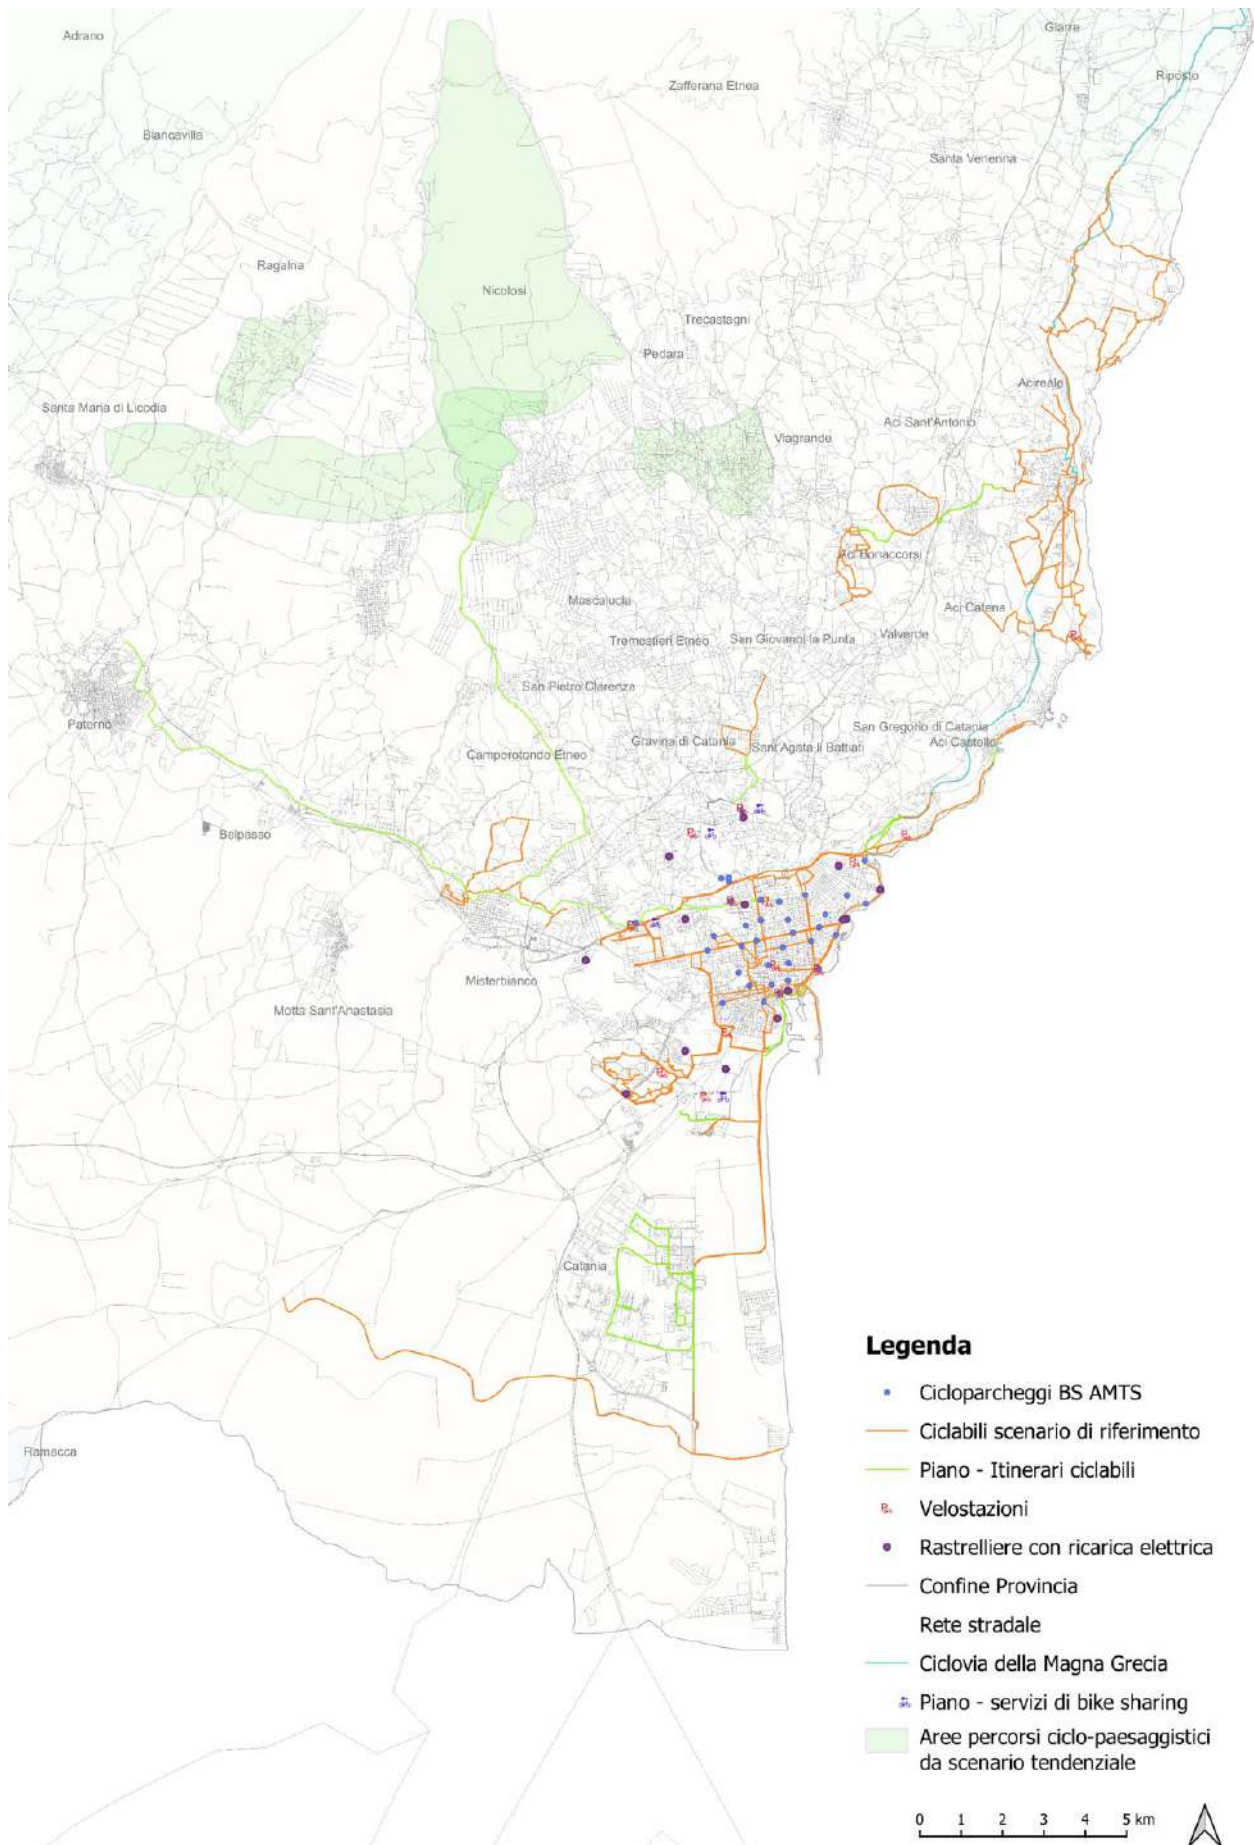 Adrano
Giarre
Riposto
Zafferana Etnea
Biancavilla
Santa Venerina
Ragalna
Nicolosi
Trecastagni
Pedara
Acireale
Santa Maria di Licodia
Aci Sant'Antonio
Viagrande
Aci Bonaccorsi
Mascalucia
Aci Catena
Tremestieri Etneo
San Giovanni la Punta
Valverde
San Pietro Clarenza
Paternò
San Gregorio di Catania
Gravina di Catania
Sant'Agata li Battiati
Aci Castello
Camporotondo Etneo
Belpasso
Misterbianco
Motta Sant'Anastasia
Catania
Ramacca
Legenda
Cicloparcheggi BS AMTS
Ciclabili scenario di riferimento
Piano - Itinerari ciclabili
Velostazioni
Rastrelliere con ricarica elettrica
Confine Provincia
Rete stradale
Ciclovia della Magna Grecia
Piano - servizi di bike sharing
Aree percorsi ciclo-paesaggistici
da scenario tendenziale
0 1 2 3 4 5 km